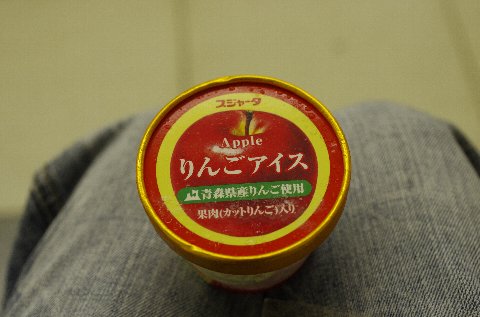 スジャータ
Apple
りんごアイス
青森県産りんご使用
果肉(カットりんご)入り